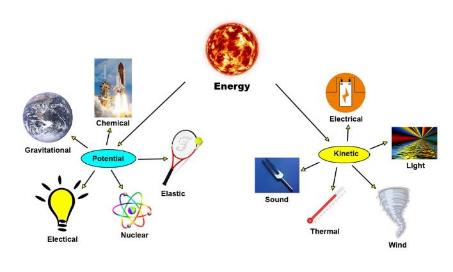 Energy
Chemical
Gravitational
Potential
Elastic
Electical
Nuclear
Electrical
Kinetic
Light
Sound
Thermal
Wind